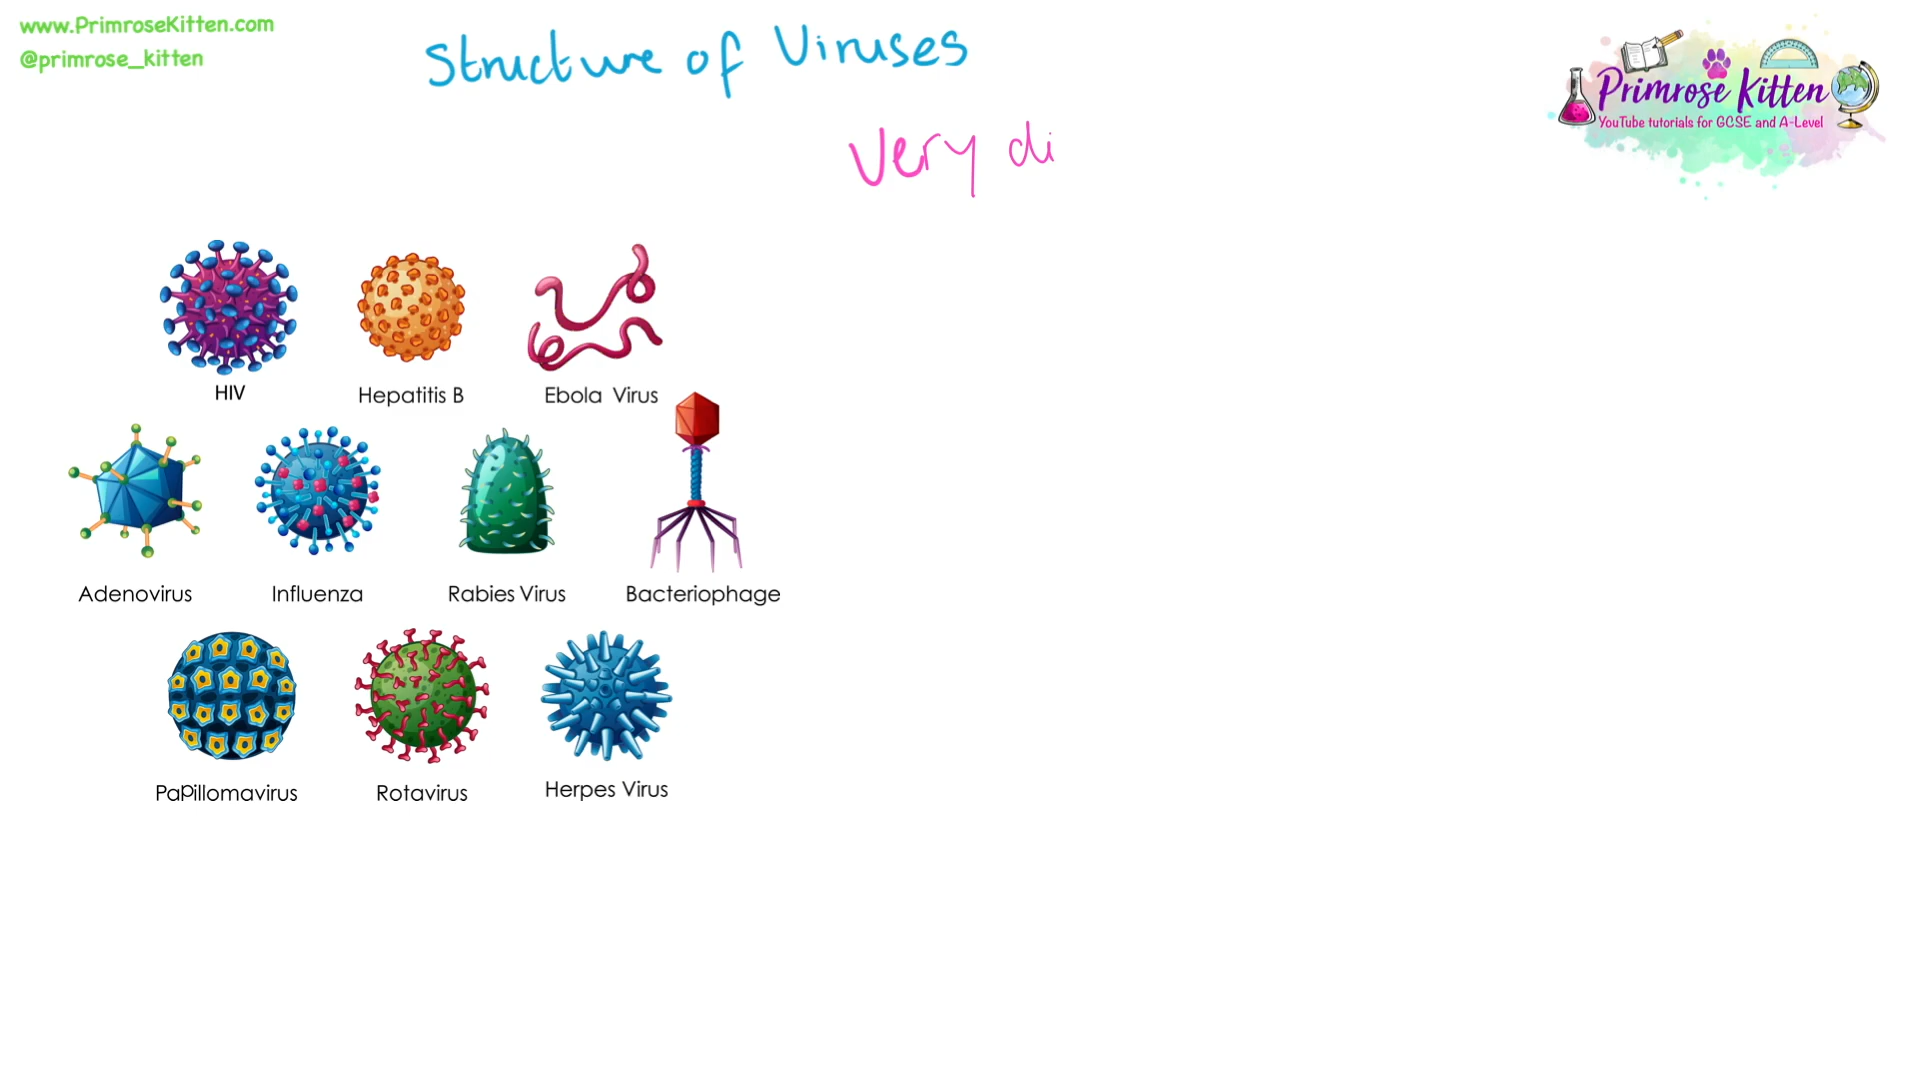 www.PrimroseKitten.com
@primrose_kitten
Structure of Viruses
Primrose Kitten
YouTube tutorials for GCSE and A-Level
Very di
HIV
Hepatitis B
Ebola Virus
Adenovirus
Influenza
Rabies Virus
Bacteriophage
Papillomavirus
Rotavirus
Herpes Virus